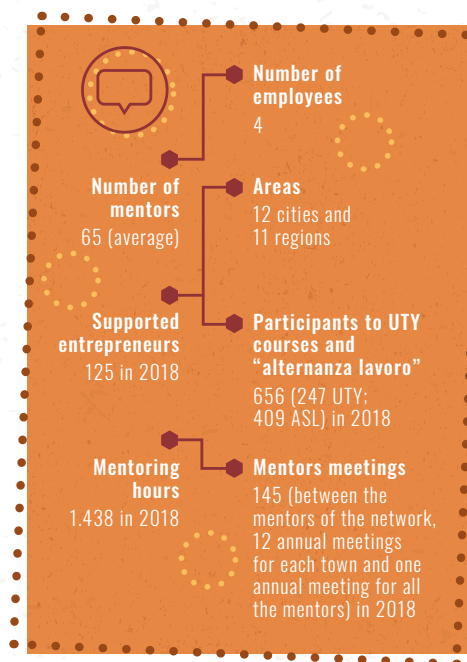 Number of
employees
4
Number of
mentors
65 (average)
Areas
12 cities and
11 regions
Supported
entrepreneurs
125 in 2018
Participants to UTY
courses and
“alternanza lavoro”
656 (247 UTY;
409 ASL) in 2018
Mentoring
hours
1.438 in 2018
Mentors meetings
145 (between the
mentors of the network,
12 annual meetings
for each town and one
annual meeting for all
the mentors) in 2018